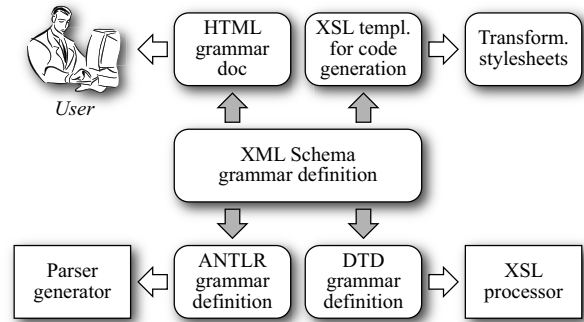 HTML
grammar
doc
XSL templ.
for code
generation
Transform.
stylesheets
User
XML Schema
grammar definition
Parser
generator
ANTLR
grammar
definition
DTD
grammar
definition
XSL
processor